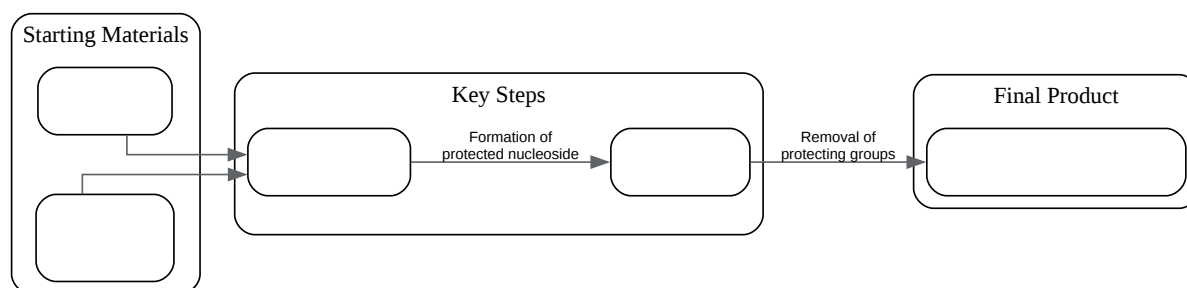 Starting Materials
Key Steps
Formation of
protected nucleoside
Removal of
protecting groups
Final Product